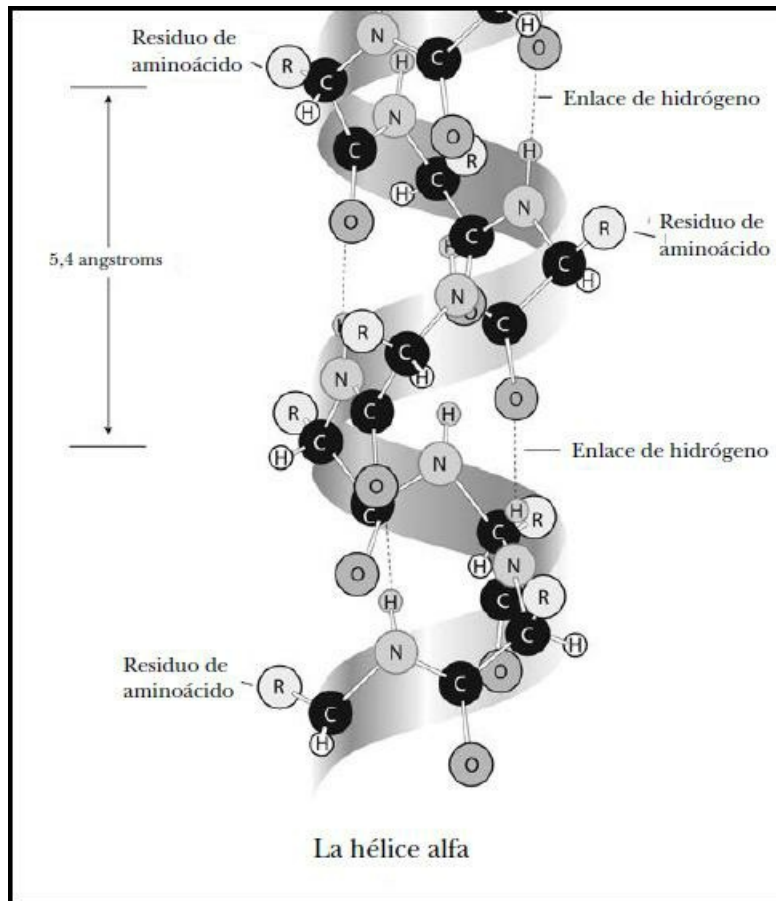 Residuo de
aminoácido
Enlace de hidrógeno
5,4 angstroms
Residuo de
aminoácido
Enlace de hidrógeno
Residuo de
aminoácido
La hélice alfa
N
H
O
R
C
C
H
H
N
C
O
R
H
C
H
N
R
O
C
C
H
H
N
O
C
H
R
C
H
N
O
R
C
H
C
H
N
O
C
O
H
R
C
H
N
H
C
R
N
C
H
O
R
C
H
O